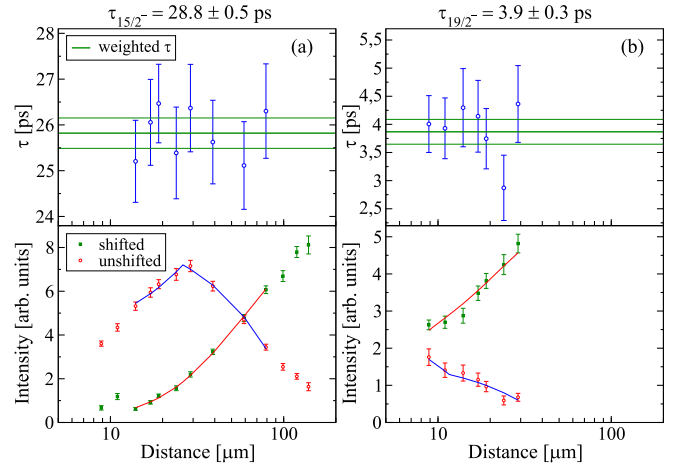 τ15/2⁻ = 28.8 ± 0.5 ps
τ19/2⁻ = 3.9 ± 0.3 ps
28
27
26
25
24
τ [ps]
weighted τ
(a)
5,5
5
4,5
4
3,5
3
2,5
τ [ps]
(b)
8
6
4
2
0
Intensity [arb. units]
shifted
unshifted
10
100
Distance [μm]
5
4
3
2
1
0
Intensity [arb. units]
10
100
Distance [μm]